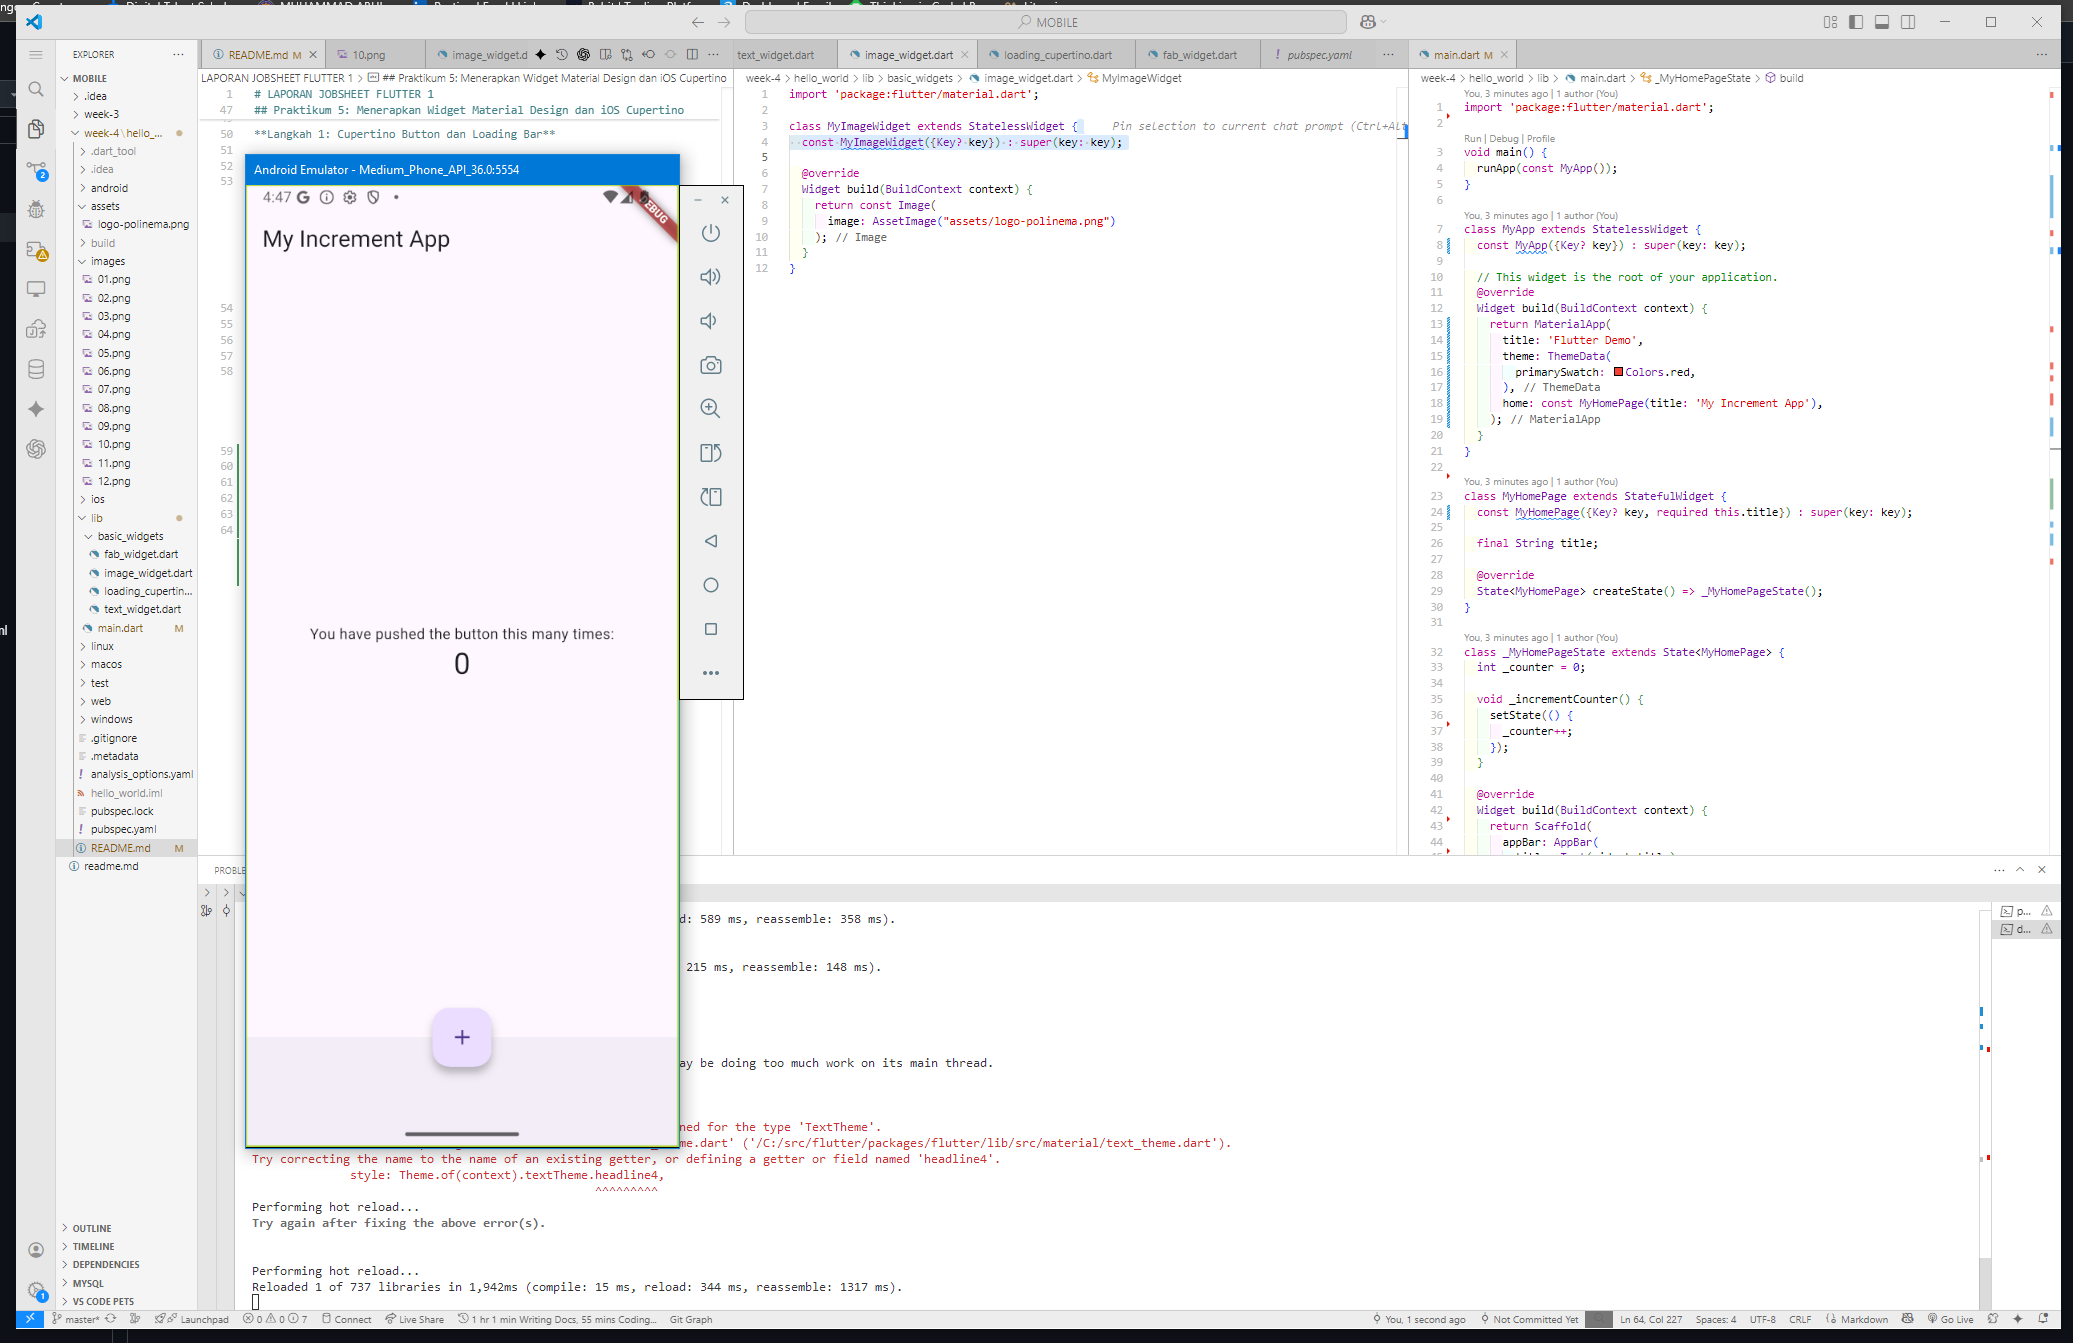 MOBILE
EXPLORER
README.md M
10.png
image_widget.d
text_widget.dart
image_widget.dart
loading_cupertino.dart
fab_widget.dart
pubspec.yaml
main.dart M
MOBILE
.idea
week-3
week-4\hello_...
.dart_tool
.idea
android
assets
logo-polinema.png
build
images
01.png
02.png
03.png
04.png
05.png
06.png
07.png
08.png
09.png
10.png
11.png
12.png
ios
lib
basic_widgets
fab_widget.dart
image_widget.dart
loading_cupertin...
text_widget.dart
main.dart M
linux
macos
test
web
windows
.gitignore
.metadata
analysis_options.yaml
hello_world.iml
pubspec.lock
pubspec.yaml
README.md M
readme.md
OUTLINE
TIMELINE
DEPENDENCIES
MYSQL
VS CODE PETS
LAPORAN JOBSHEET FLUTTER 1 > ## Praktikum 5: Menerapkan Widget Material Design dan iOS Cupertino
1 # LAPORAN JOBSHEET FLUTTER 1
47 ## Praktikum 5: Menerapkan Widget Material Design dan iOS Cupertino
50 **Langkah 1: Cupertino Button dan Loading Bar**
51
52
53
54
55
56
57
58
59
60
61
62
63
64
Android Emulator - Medium_Phone_API_36.0:5554
4:47
DEBUG
My Increment App
You have pushed the button this many times:
0
+
week-4 > hello_world > lib > basic_widgets > image_widget.dart > MyImageWidget
1 import 'package:flutter/material.dart';
2
3 class MyImageWidget extends StatelessWidget { Pin selection to current chat prompt (Ctrl+Alt
4 const MyImageWidget({Key? key}) : super(key: key);
5
6 @override
7 Widget build(BuildContext context) {
8 return const Image(
9 image: AssetImage("assets/logo-polinema.png")
10 ); // Image
11 }
12 }
week-4 > hello_world > lib > main.dart > _MyHomePageState > build
You, 3 minutes ago | 1 author (You)
1 import 'package:flutter/material.dart';
2
Run | Debug | Profile
3 void main() {
4 runApp(const MyApp());
5 }
6
You, 3 minutes ago | 1 author (You)
7 class MyApp extends StatelessWidget {
8 const MyApp({Key? key}) : super(key: key);
9
10 // This widget is the root of your application.
11 @override
12 Widget build(BuildContext context) {
13 return MaterialApp(
14 title: 'Flutter Demo',
15 theme: ThemeData(
16 primarySwatch: Colors.red,
17 ), // ThemeData
18 home: const MyHomePage(title: 'My Increment App'),
19 ); // MaterialApp
20 }
21 }
22
You, 3 minutes ago | 1 author (You)
23 class MyHomePage extends StatefulWidget {
24 const MyHomePage({Key? key, required this.title}) : super(key: key);
25
26 final String title;
27
28 @override
29 State<MyHomePage> createState() => _MyHomePageState();
30 }
31
You, 3 minutes ago | 1 author (You)
32 class _MyHomePageState extends State<MyHomePage> {
33 int _counter = 0;
34
35 void _incrementCounter() {
36 setState(() {
37 _counter++;
38 });
39 }
40
41 @override
42 Widget build(BuildContext context) {
43 return Scaffold(
44 appBar: AppBar(
PROBLE
d: 589 ms, reassemble: 358 ms).
215 ms, reassemble: 148 ms).
ay be doing too much work on its main thread.
ned for the type 'TextTheme'.
me.dart' ('/C:/src/flutter/packages/flutter/lib/src/material/text_theme.dart').
Try correcting the name to the name of an existing getter, or defining a getter or field named 'headline4'.
style: Theme.of(context).textTheme.headline4,
^^^^^^^^^
Performing hot reload...
Try again after fixing the above error(s).
Performing hot reload...
Reloaded 1 of 737 libraries in 1,942ms (compile: 15 ms, reload: 344 ms, reassemble: 1317 ms).
p...
d...
master*
Launchpad
0 0 7
Connect
Live Share
1 hr 1 min Writing Docs, 55 mins Coding...
Git Graph
You, 1 second ago
Not Committed Yet
Ln 64, Col 227
Spaces: 4
UTF-8
CRLF
Markdown
Go Live